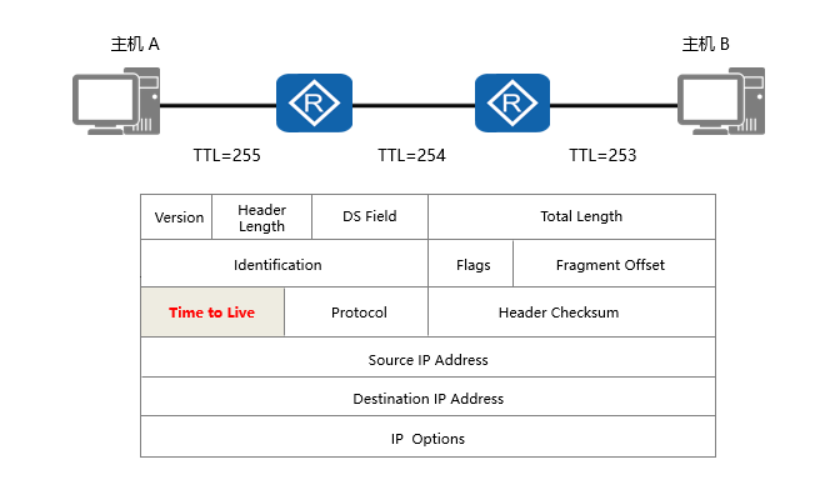 主机 A
主机 B
R
R
TTL=255
TTL=254
TTL=253
Version
Header
Length
DS Field
Total Length
Identification
Flags
Fragment Offset
Time to Live
Protocol
Header Checksum
Source IP Address
Destination IP Address
IP Options